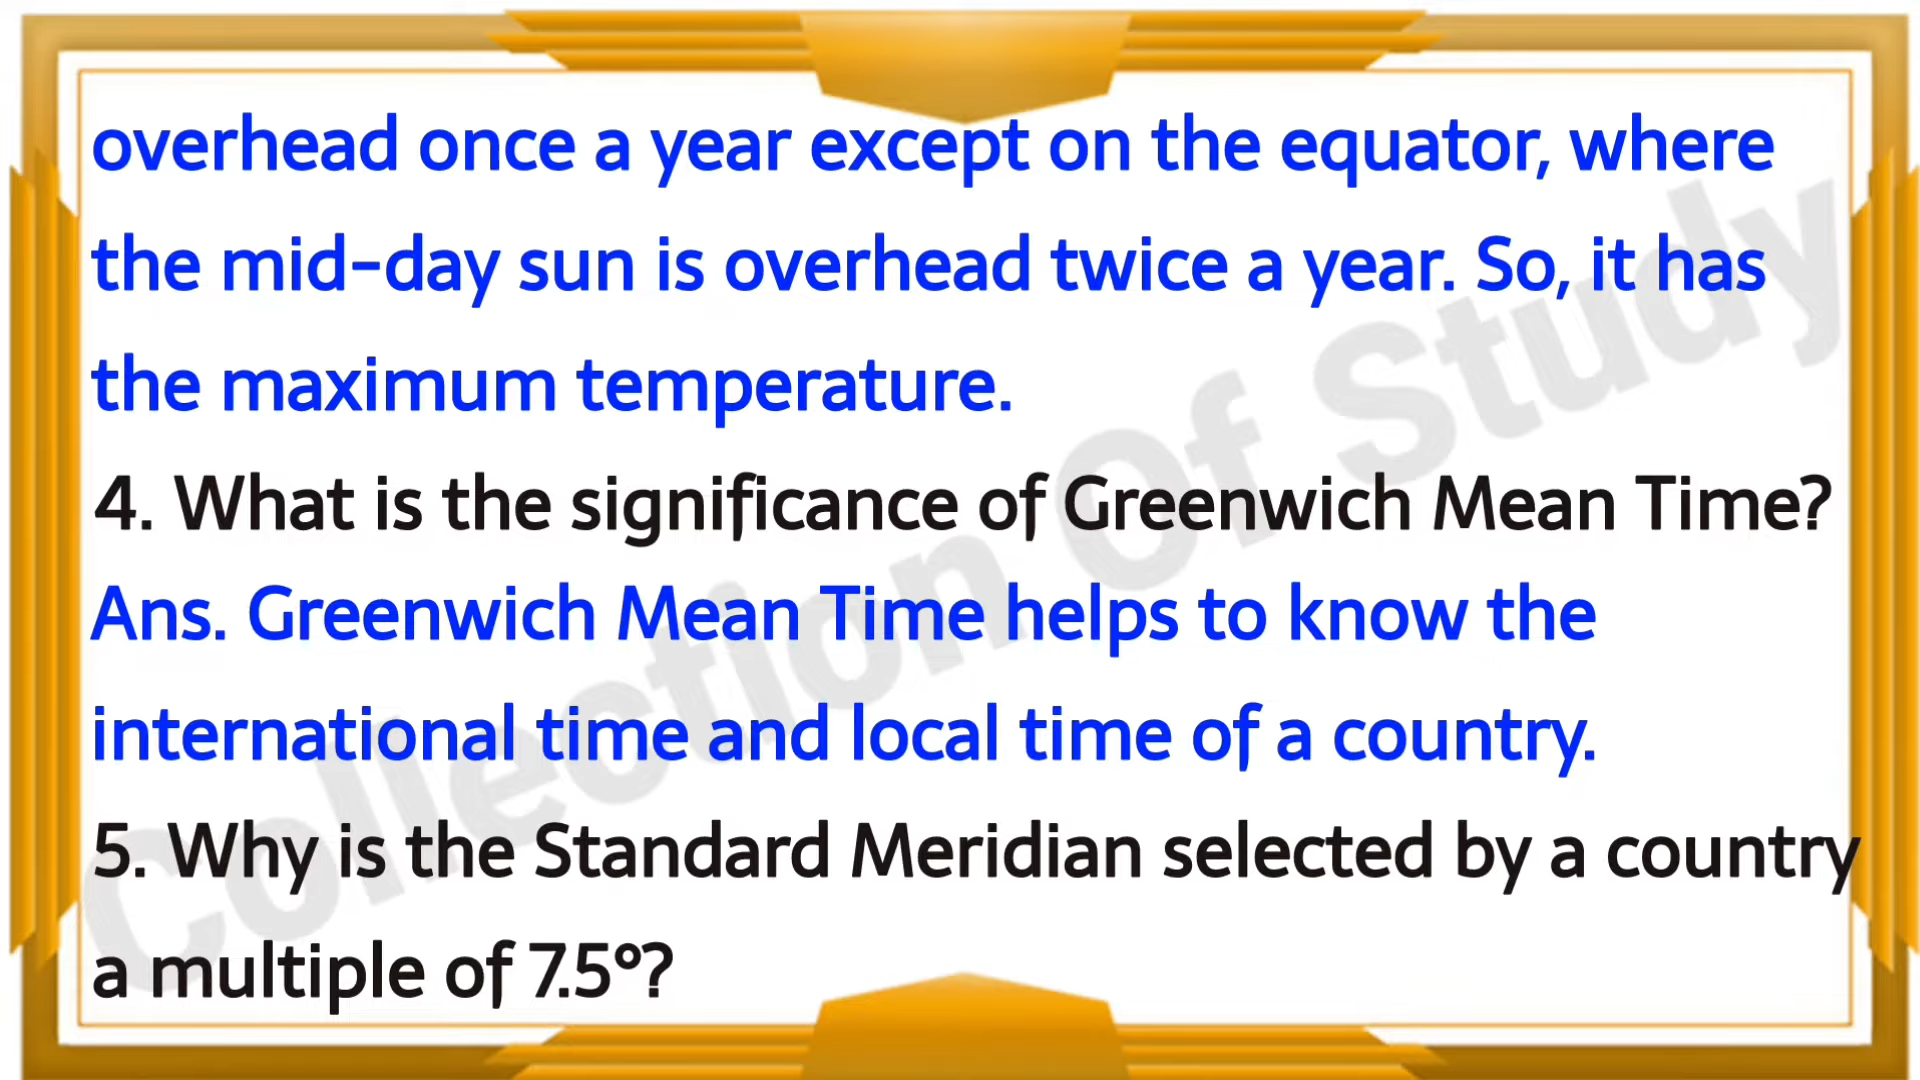 overhead once a year except on the equator, where
the mid-day sun is overhead twice a year. So, it has
the maximum temperature.
4. What is the significance of Greenwich Mean Time?
Ans. Greenwich Mean Time helps to know the
international time and local time of a country.
5. Why is the Standard Meridian selected by a country
a multiple of 7.5°?
Collection Of Study